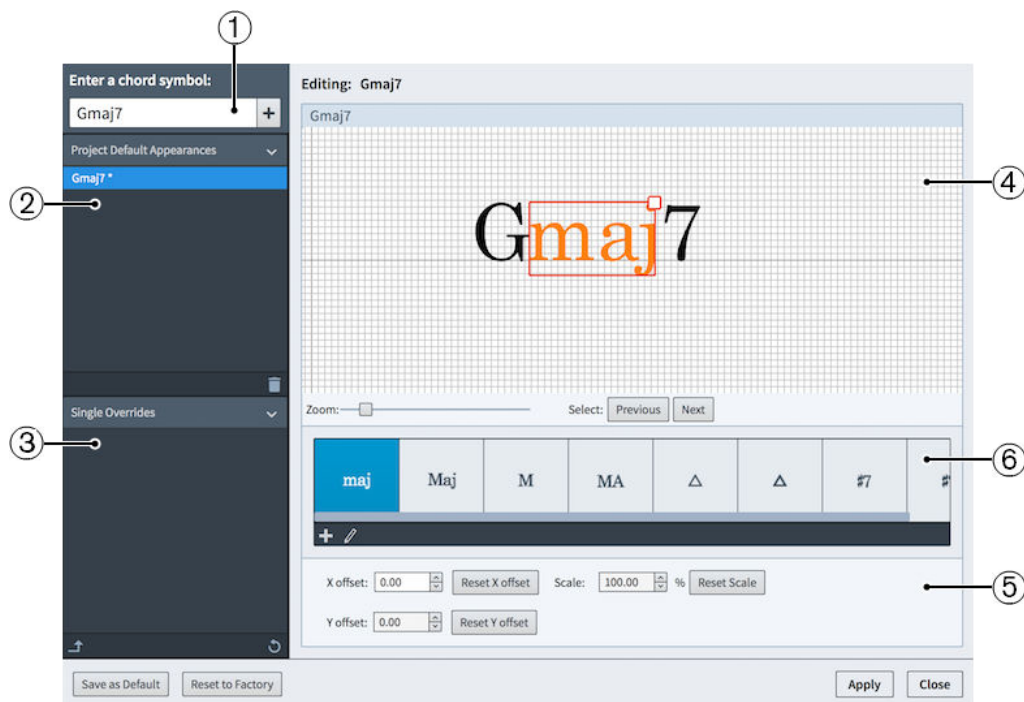 ①
Enter a chord symbol:
Gmaj7 +
Project Default Appearances
Gmaj7 *
②
Single Overrides
③
Editing: Gmaj7
Gmaj7
Gmaj7
④
Zoom: Select: Previous Next
maj Maj M MA △ △ #7 #
⑥
X offset: 0.00 Reset X offset Scale: 100.00 % Reset Scale
⑤
Y offset: 0.00 Reset Y offset
Save as Default Reset to Factory Apply Close